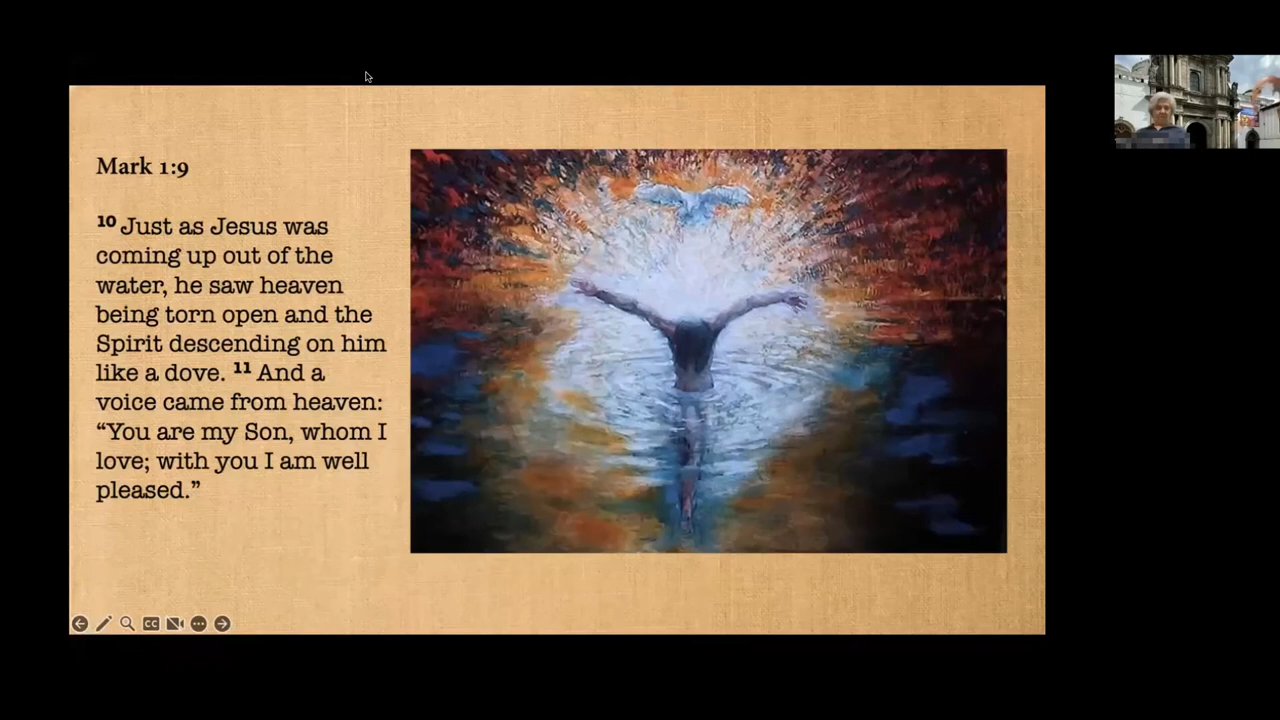 Mark 1:9
10 Just as Jesus was
coming up out of the
water, he saw heaven
being torn open and the
Spirit descending on him
like a dove. 11 And a
voice came from heaven:
“You are my Son, whom I
love; with you I am well
pleased.”
CC